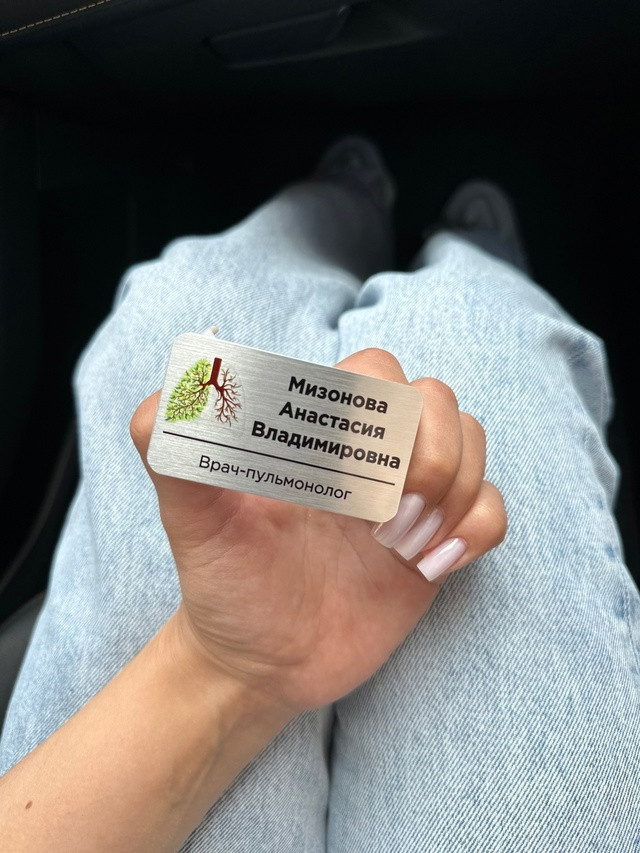 Мизонова
Анастасия
Владимировна
Врач-пульмонолог